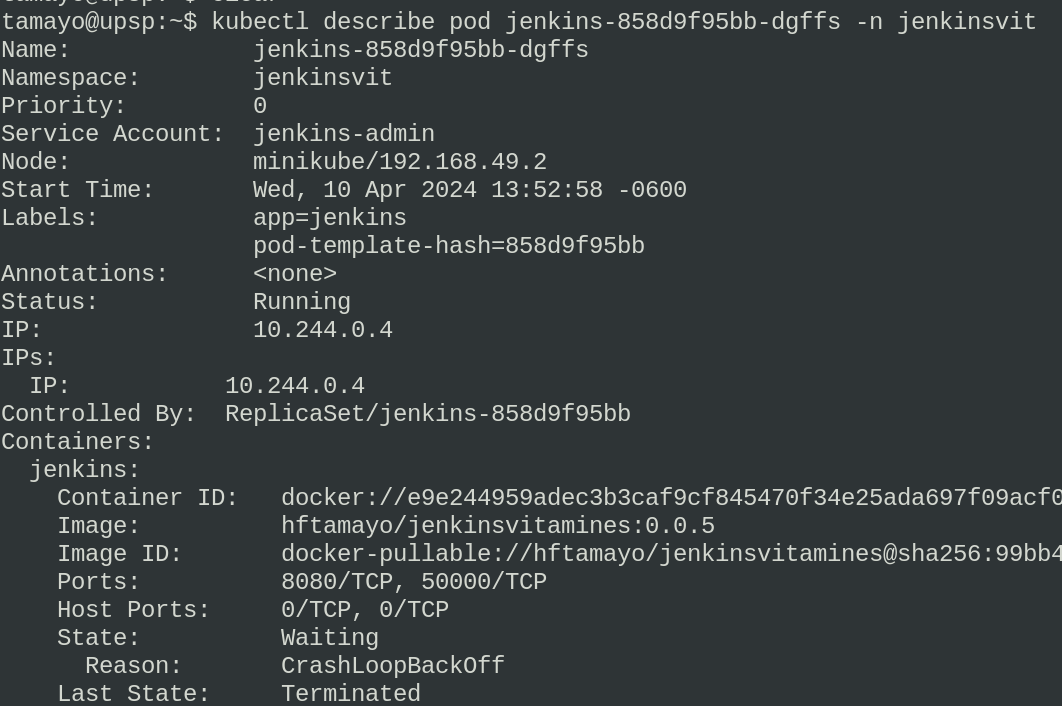 tamayo@upsp:~$ clear
tamayo@upsp:~$ kubectl describe pod jenkins-858d9f95bb-dgffs -n jenkinsvit
Name:             jenkins-858d9f95bb-dgffs
Namespace:        jenkinsvit
Priority:         0
Service Account:  jenkins-admin
Node:             minikube/192.168.49.2
Start Time:       Wed, 10 Apr 2024 13:52:58 -0600
Labels:           app=jenkins
                  pod-template-hash=858d9f95bb
Annotations:      <none>
Status:           Running
IP:               10.244.0.4
IPs:
  IP:           10.244.0.4
Controlled By:  ReplicaSet/jenkins-858d9f95bb
Containers:
  jenkins:
    Container ID:   docker://e9e244959adec3b3caf9cf845470f34e25ada697f09acf0
    Image:          hftamayo/jenkinsvitamines:0.0.5
    Image ID:       docker-pullable://hftamayo/jenkinsvitamines@sha256:99bb4
    Ports:          8080/TCP, 50000/TCP
    Host Ports:     0/TCP, 0/TCP
    State:          Waiting
      Reason:       CrashLoopBackOff
    Last State:     Terminated